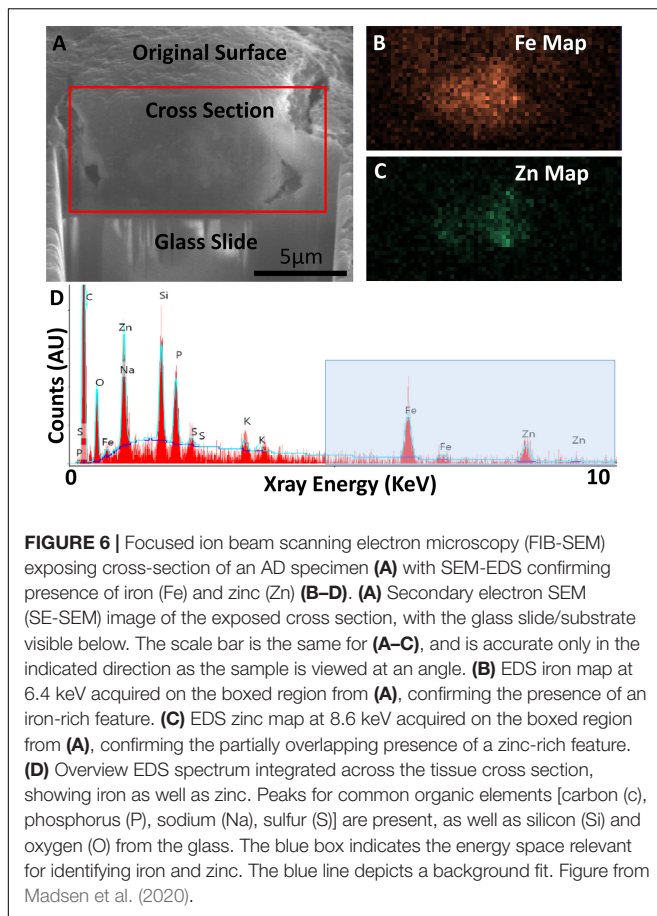 A
Original Surface
Cross Section
Glass Slide
5μm
B
Fe Map
C
Zn Map
D
Counts (AU)
C
S
P
O
Fe
Zn
Na
Si
P
S
S
K
K
Fe
Fe
Zn
Zn
0
10
Xray Energy (KeV)
FIGURE 6 | Focused ion beam scanning electron microscopy (FIB-SEM)
exposing cross-section of an AD specimen (A) with SEM-EDS confirming
presence of iron (Fe) and zinc (Zn) (B–D). (A) Secondary electron SEM
(SE-SEM) image of the exposed cross section, with the glass slide/substrate
visible below. The scale bar is the same for (A–C), and is accurate only in the
indicated direction as the sample is viewed at an angle. (B) EDS iron map at
6.4 keV acquired on the boxed region from (A), confirming the presence of an
iron-rich feature. (C) EDS zinc map at 8.6 keV acquired on the boxed region
from (A), confirming the partially overlapping presence of a zinc-rich feature.
(D) Overview EDS spectrum integrated across the tissue cross section,
showing iron as well as zinc. Peaks for common organic elements [carbon (c),
phosphorus (P), sodium (Na), sulfur (S)] are present, as well as silicon (Si) and
oxygen (O) from the glass. The blue box indicates the energy space relevant
for identifying iron and zinc. The blue line depicts a background fit. Figure from
Madsen et al. (2020).